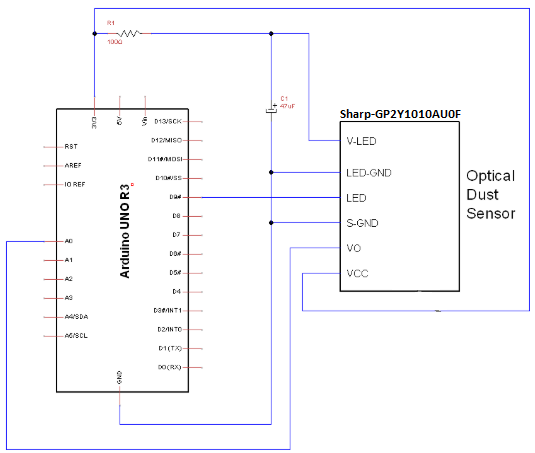 R1
100Ω
3V3
5V
Vin
C1
47uF
Arduino UNO R3
RST
AREF
IO REF
A0
A1
A2
A3
A4/SDA
A5/SCL
D13/SCK
D12/MISO
D11#/MOSI
D10#/SS
D9#
D8
D7
D6#
D5#
D4
D3#/INT1
D2/INT0
D1(TX)
D0(RX)
GND
Sharp-GP2Y1010AU0F
V-LED
LED-GND
LED
S-GND
VO
VCC
Optical
Dust
Sensor